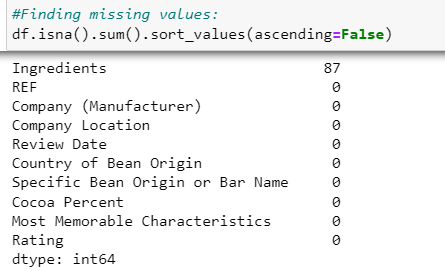 #Finding missing values:
df.isna().sum().sort_values(ascending=False)
Ingredients 87
REF 0
Company (Manufacturer) 0
Company Location 0
Review Date 0
Country of Bean Origin 0
Specific Bean Origin or Bar Name 0
Cocoa Percent 0
Most Memorable Characteristics 0
Rating 0
dtype: int64